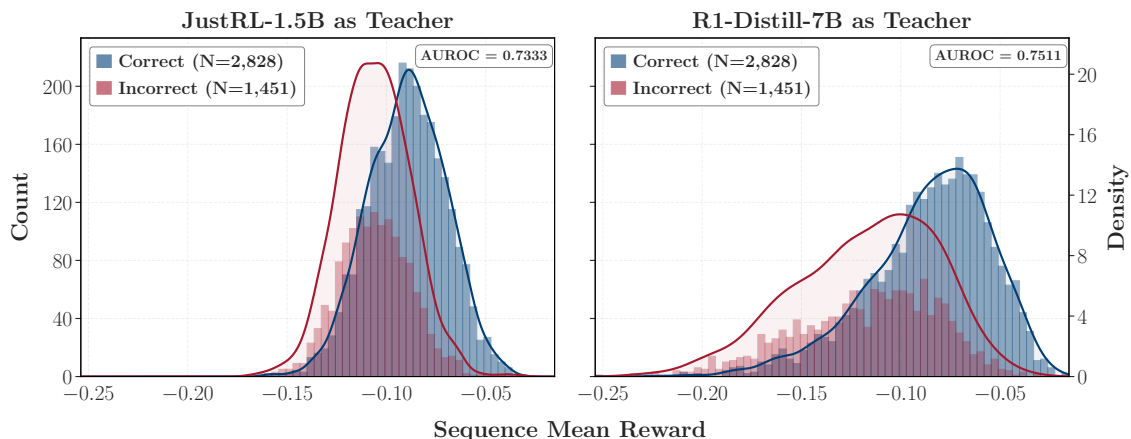 JustRL-1.5B as Teacher
Correct (N=2,828)
Incorrect (N=1,451)
AUROC = 0.7333
200
160
120
80
40
0
Count
−0.25
−0.20
−0.15
−0.10
−0.05
R1-Distill-7B as Teacher
Correct (N=2,828)
Incorrect (N=1,451)
AUROC = 0.7511
20
16
12
8
4
0
Density
−0.25
−0.20
−0.15
−0.10
−0.05
Sequence Mean Reward